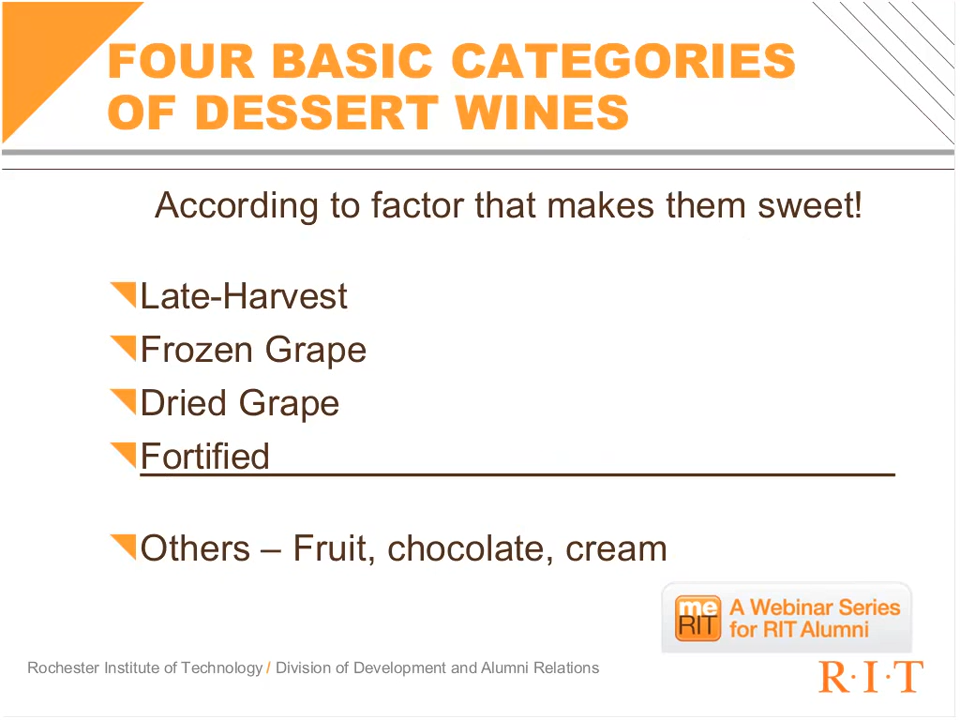 FOUR BASIC CATEGORIES
OF DESSERT WINES
According to factor that makes them sweet!
Late-Harvest
Frozen Grape
Dried Grape
Fortified
Others – Fruit, chocolate, cream
me
RIT
A Webinar Series
for RIT Alumni
Rochester Institute of Technology / Division of Development and Alumni Relations
R·I·T